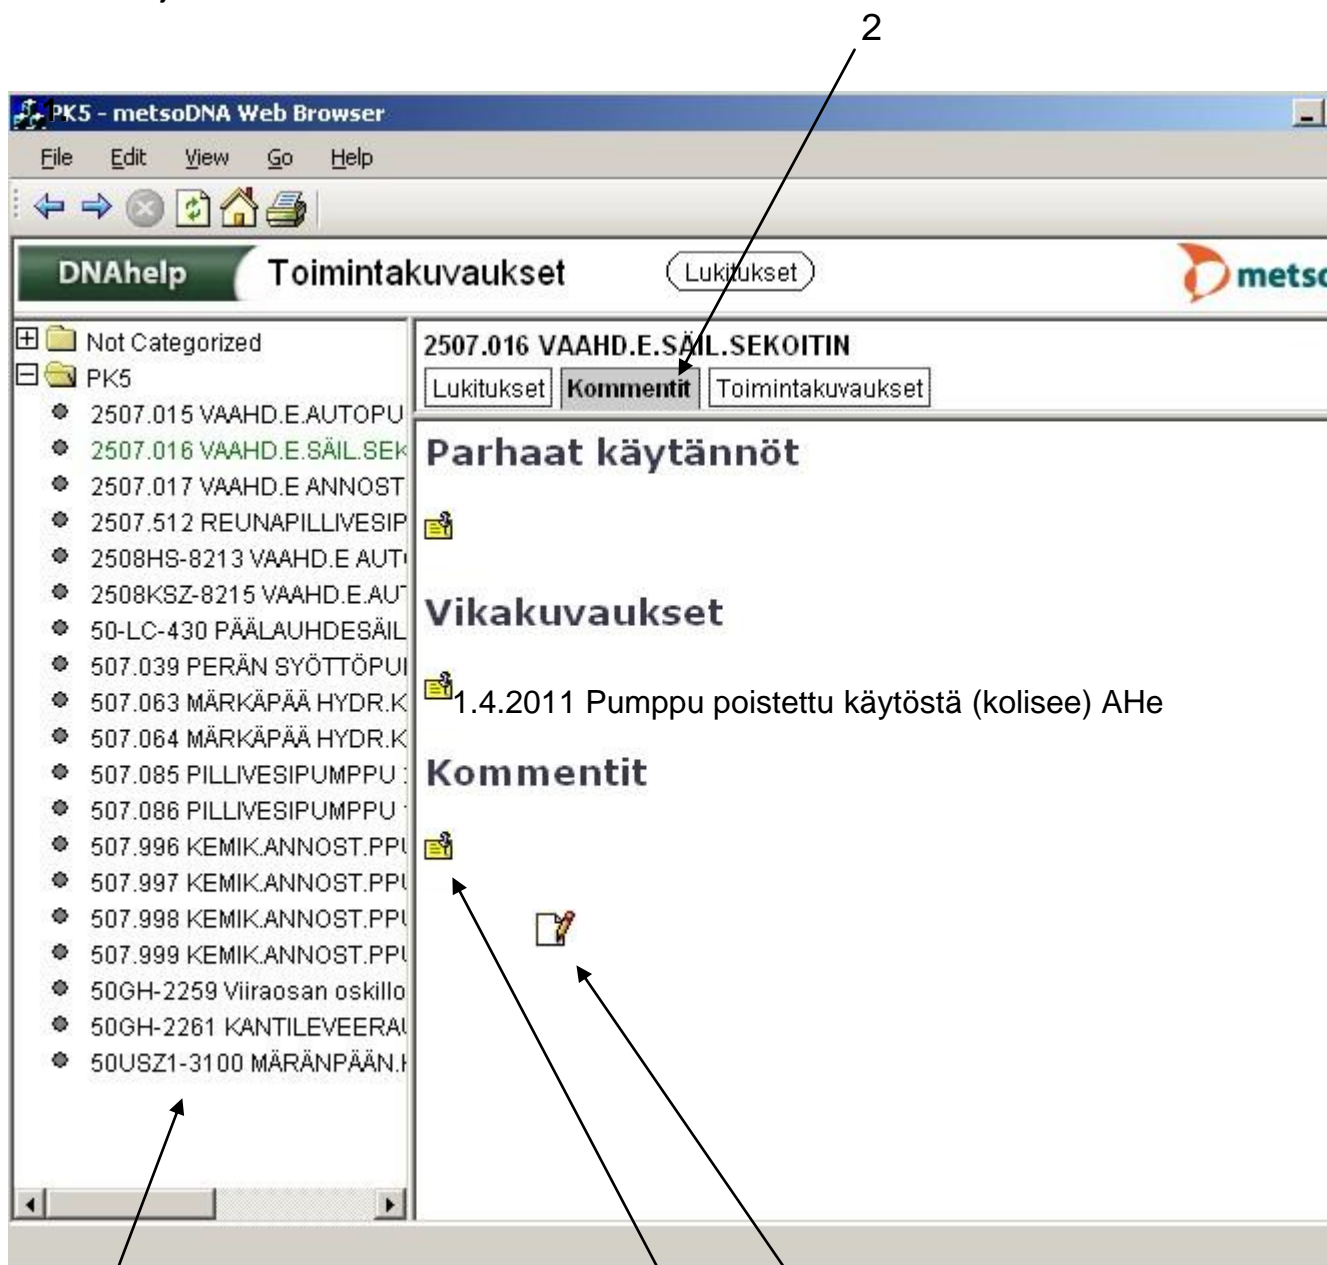 2
PK5 - metsoDNA Web Browser
File Edit View Go Help
DNAhelp Toimintakuvaukset Lukitukset metso
Not Categorized
PK5
2507.015 VAAHD.E.AUTOPU
2507.016 VAAHD.E.SÄIL.SEK
2507.017 VAAHD.E ANNOST
2507.512 REUNAPILLIVESIP
2508HS-8213 VAAHD.E AUT
2508KSZ-8215 VAAHD.E.AUT
50-LC-430 PÄÄLAUHDESÄIL
507.039 PERÄN SYÖTTÖPU
507.063 MÄRKÄPÄÄ HYDR.K
507.064 MÄRKÄPÄÄ HYDR.K
507.085 PILLIVESIPUMPPU
507.086 PILLIVESIPUMPPU
507.996 KEMIK.ANNOST.PPU
507.997 KEMIK.ANNOST.PPU
507.998 KEMIK.ANNOST.PPU
507.999 KEMIK.ANNOST.PPU
50GH-2259 Viiraosan oskillo
50GH-2261 KANTILEVEERAU
50USZ1-3100 MÄRÄNPÄÄN.H
2507.016 VAAHD.E.SÄIL.SEKOITIN
Lukitukset Kommentit Toimintakuvaukset
Parhaat käytännöt
Vikakuvaukset
1.4.2011 Pumppu poistettu käytöstä (kolisee) AHe
Kommentit